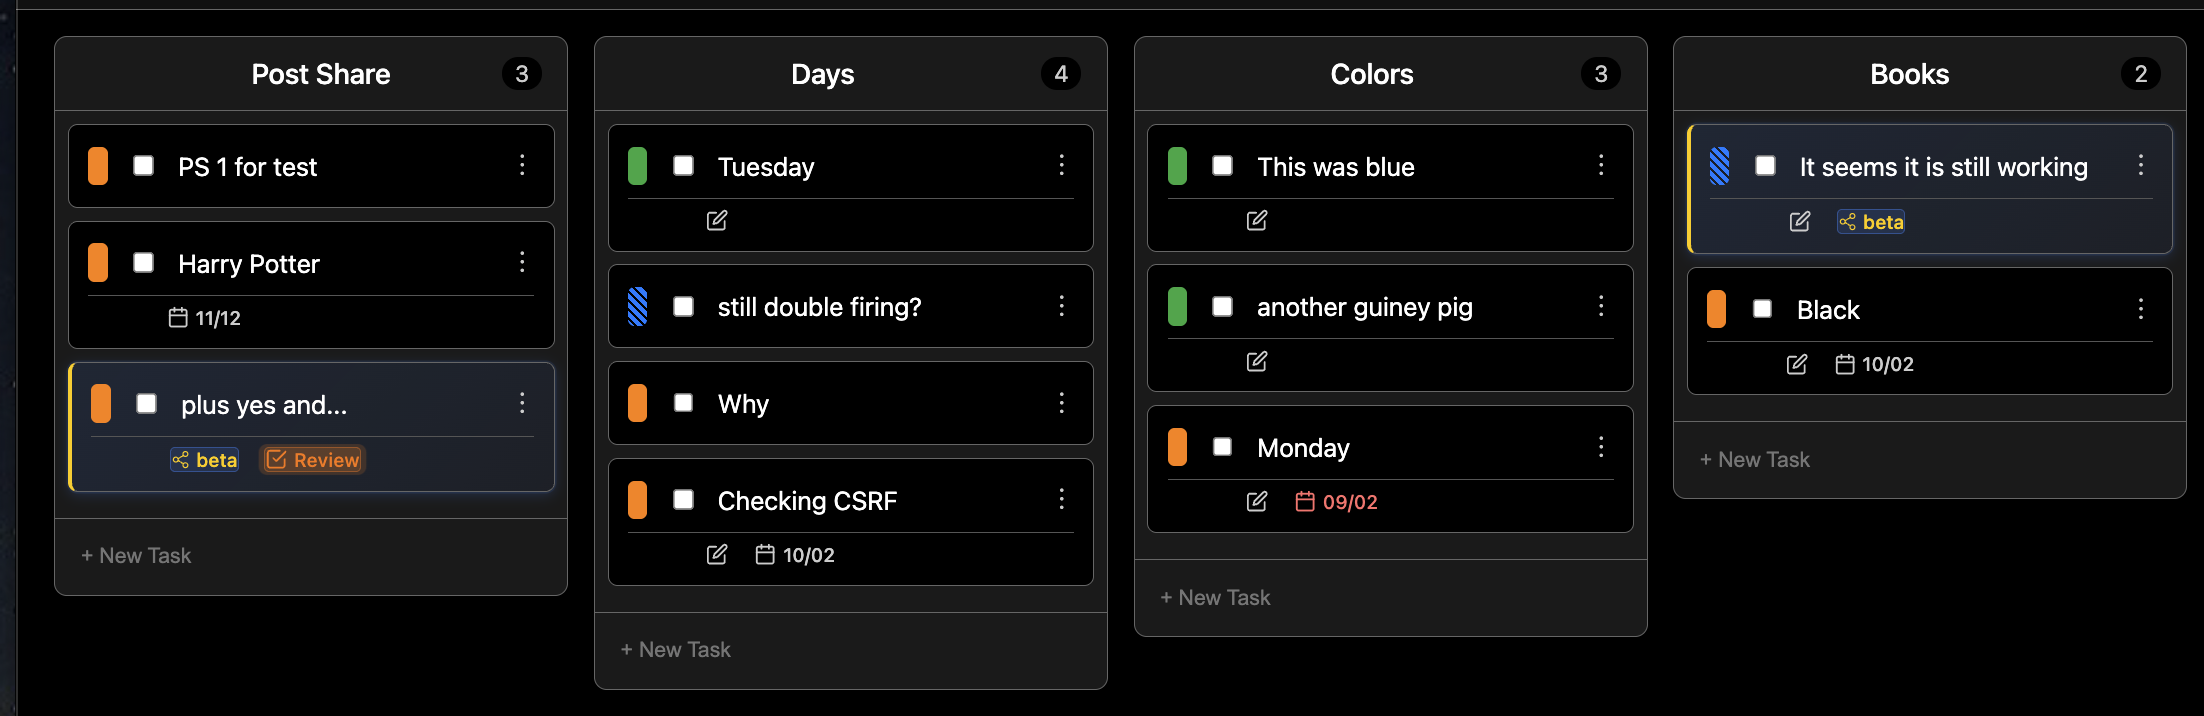 Post Share 3
PS 1 for test
Harry Potter
11/12
plus yes and...
beta Review
+ New Task
Days 4
Tuesday
still double firing?
Why
Checking CSRF
10/02
+ New Task
Colors 3
This was blue
another guiney pig
Monday
09/02
+ New Task
Books 2
It seems it is still working
beta
Black
10/02
+ New Task